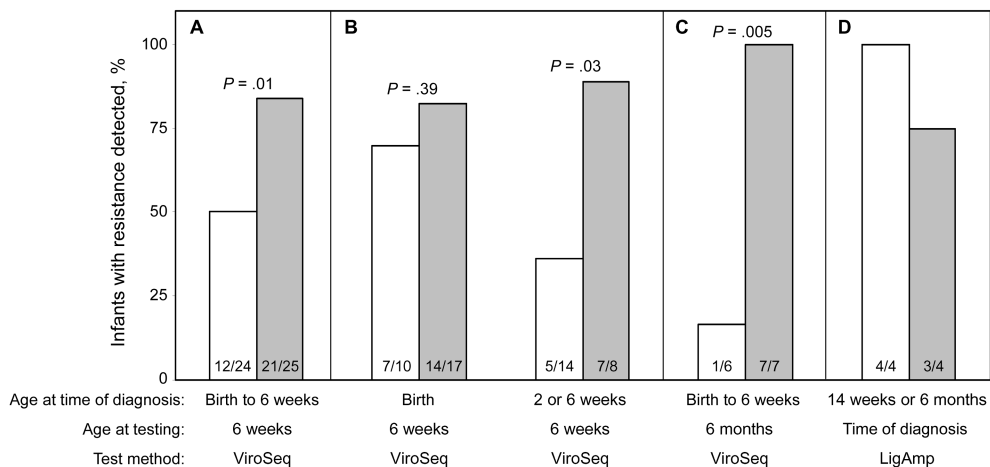 A B C D
Infants with resistance detected, %
100
75
50
25
0
P = .01
P = .39
P = .03
P = .005
12/24 21/25 7/10 14/17 5/14 7/8 1/6 7/7 4/4 3/4
Age at time of diagnosis: Birth to 6 weeks Birth 2 or 6 weeks Birth to 6 weeks 14 weeks or 6 months
Age at testing: 6 weeks 6 weeks 6 weeks 6 months Time of diagnosis
Test method: ViroSeq ViroSeq ViroSeq ViroSeq LigAmp